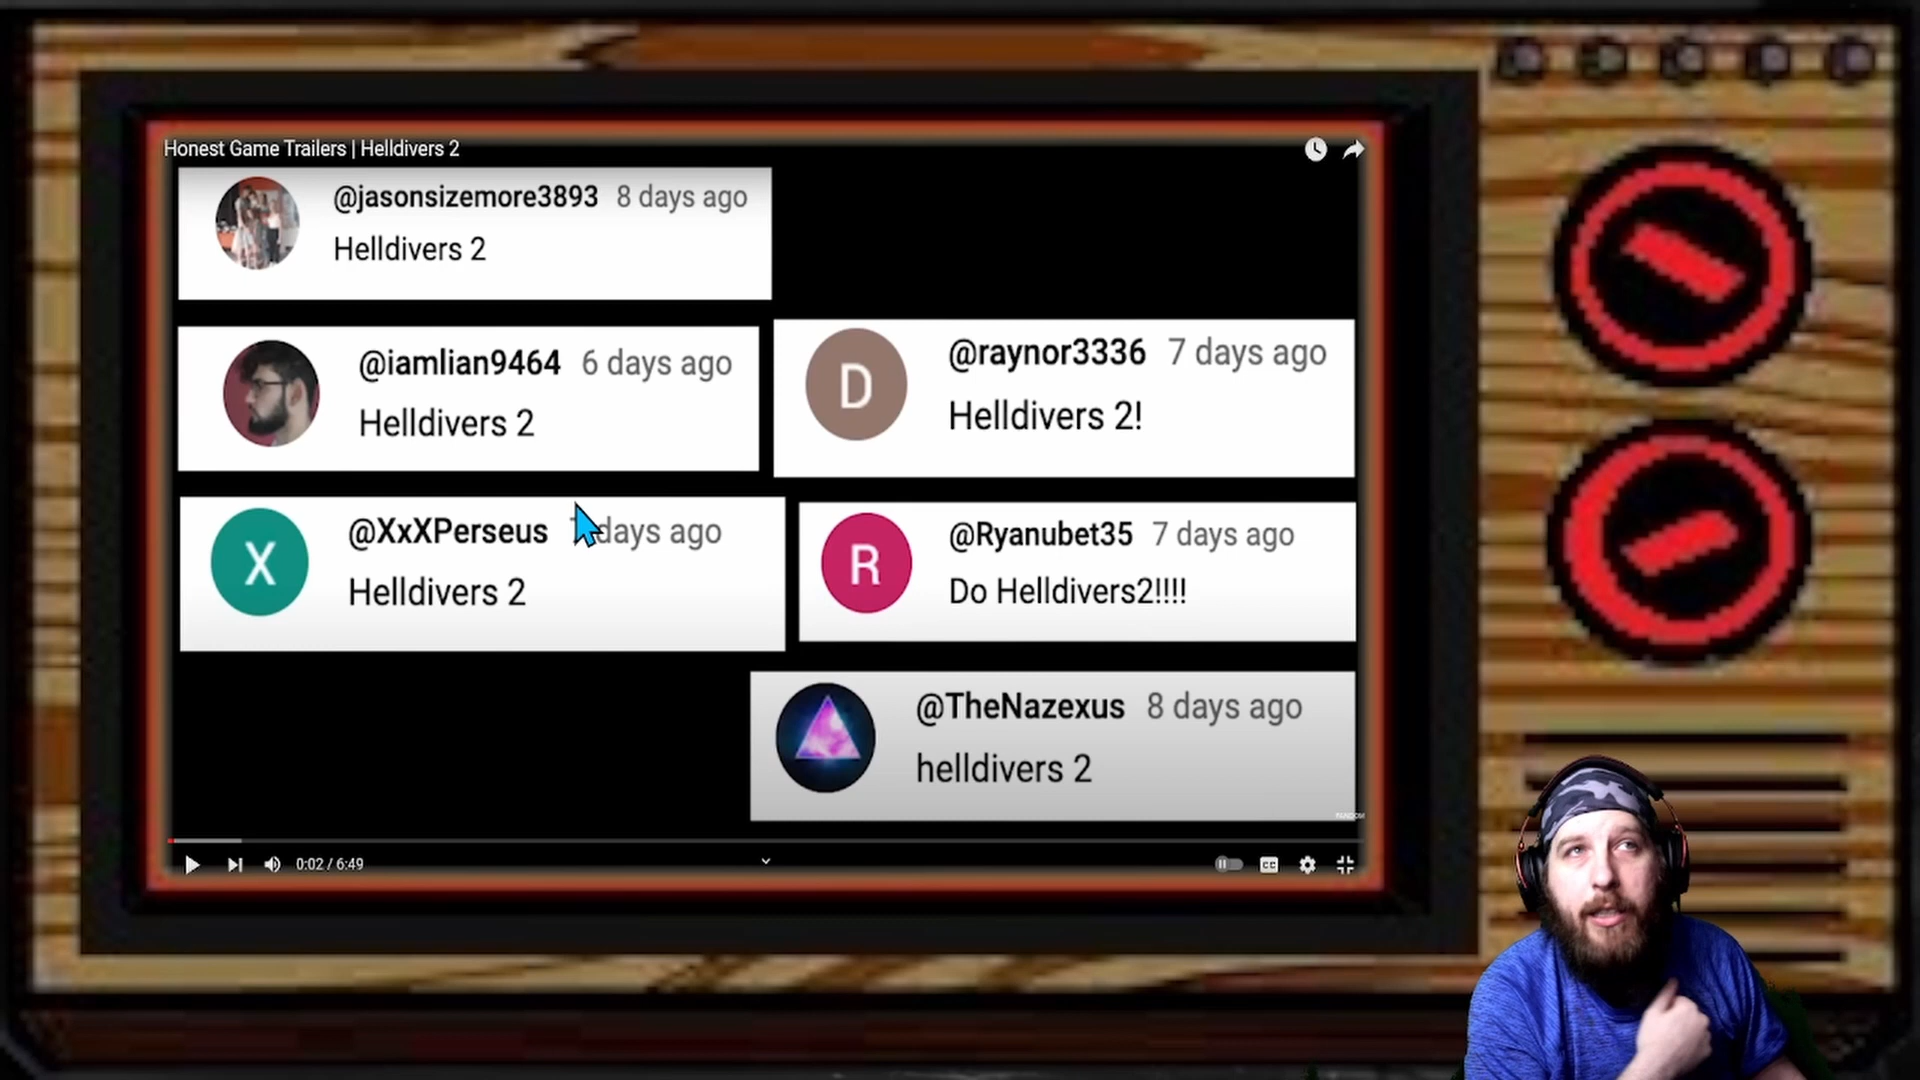 Honest Game Trailers | Helldivers 2
@jasonsizemore3893 8 days ago
Helldivers 2
@iamlian9464 6 days ago
Helldivers 2
D
@raynor3336 7 days ago
Helldivers 2!
X
@XxXPerseus days ago
Helldivers 2
R
@Ryanubet35 7 days ago
Do Helldivers2!!!!
@TheNazexus 8 days ago
helldivers 2
0:02 / 6:49
CC